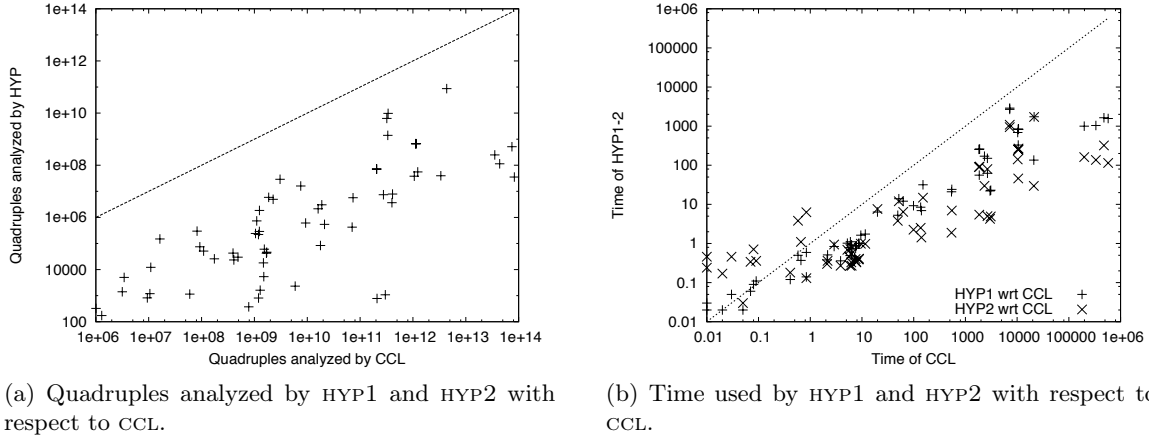 1e+14
1e+12
1e+10
1e+08
1e+06
10000
100
Quadruples analyzed by HYP
1e+06 1e+07 1e+08 1e+09 1e+10 1e+11 1e+12 1e+13 1e+14
Quadruples analyzed by CCL
(a) Quadruples analyzed by HYP1 and HYP2 with
respect to CCL.
1e+06
100000
10000
1000
100
10
1
0.1
0.01
Time of HYP1-2
HYP1 wrt CCL
HYP2 wrt CCL
0.01 0.1 1 10 100 1000 10000 100000 1e+06
Time of CCL
(b) Time used by HYP1 and HYP2 with respect to
CCL.